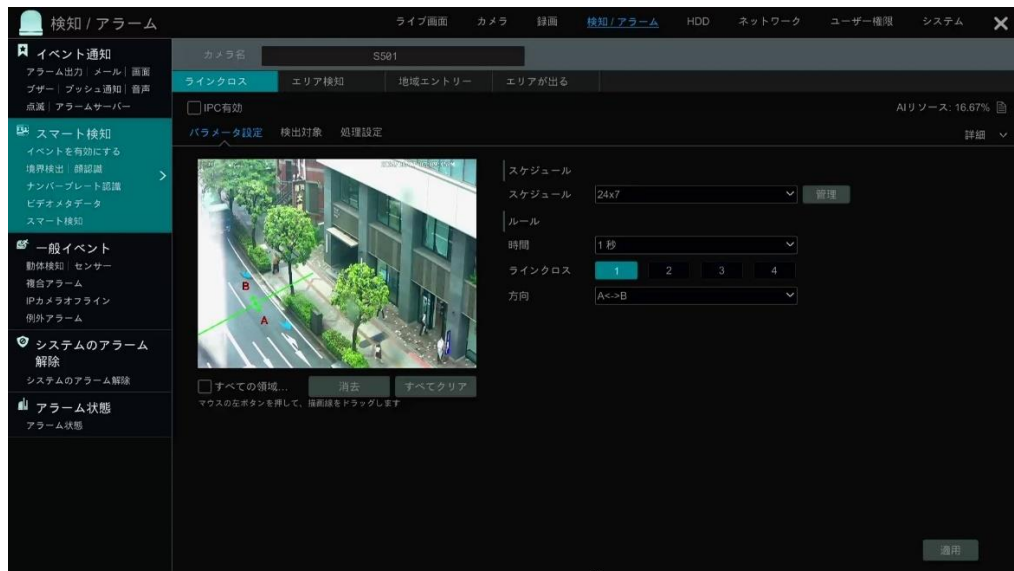 検知 / アラーム
ライブ画面 カメラ 録画 検知 / アラーム HDD ネットワーク ユーザー権限 システム
イベント通知
アラーム出力 | メール | 画面
ブザー | プッシュ通知 | 音声
点滅 | アラームサーバー
スマート検知
イベントを有効にする
境界検出 | 顔認識
ナンバープレート認識
ビデオメタデータ
スマート検知
一般イベント
動体検知 | センサー
複合アラーム
IPカメラオフライン
例外アラーム
システムのアラーム
解除
システムのアラーム解除
アラーム状態
アラーム状態
カメラ名 S501
ラインクロス エリア検知 地域エントリー エリアが出る
IPC有効
AIリソース: 16.67%
パラメータ設定 検出対象 処理設定
詳細
B
A
すべての領域... 消去 すべてクリア
マウスの左ボタンを押して、描画線をドラッグします
スケジュール
スケジュール 24x7 管理
ルール
時間 1 秒
ラインクロス 1 2 3 4
方向 A<->B
適用